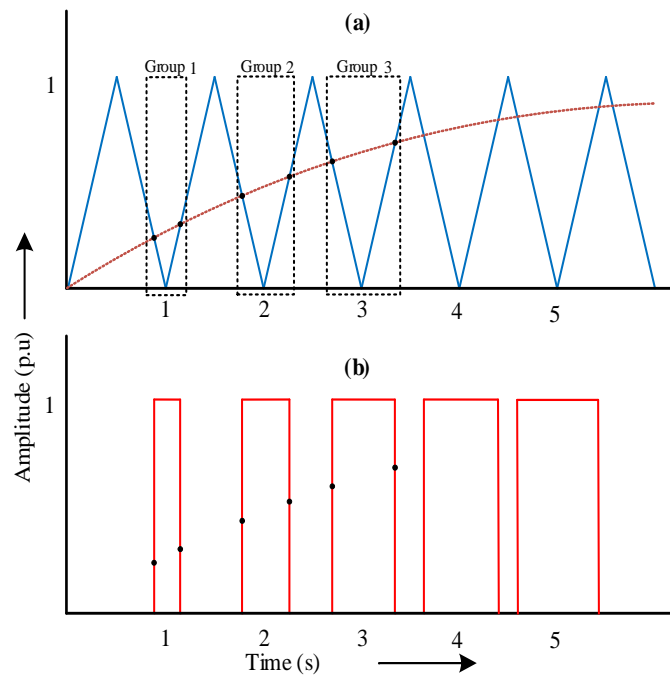 (a)
Group 1
Group 2
Group 3
1
1 2 3 4 5
Amplitude (p.u)
(b)
1
1 2 3 4 5
Time (s)